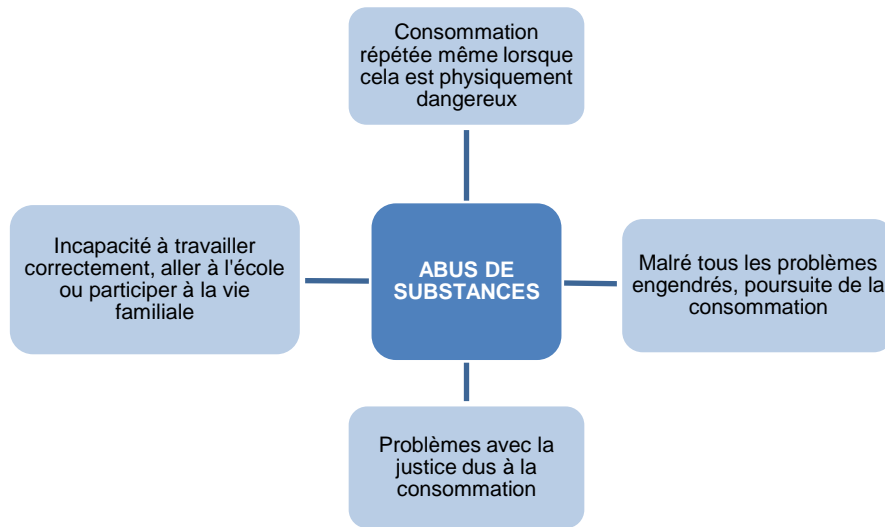 Consommation
répétée même lorsque
cela est physiquement
dangereux
Incapacité à travailler
correctement, aller à l'école
ou participer à la vie
familiale
ABUS DE
SUBSTANCES
Malré tous les problèmes
engendrés, poursuite de la
consommation
Problèmes avec la
justice dus à la
consommation